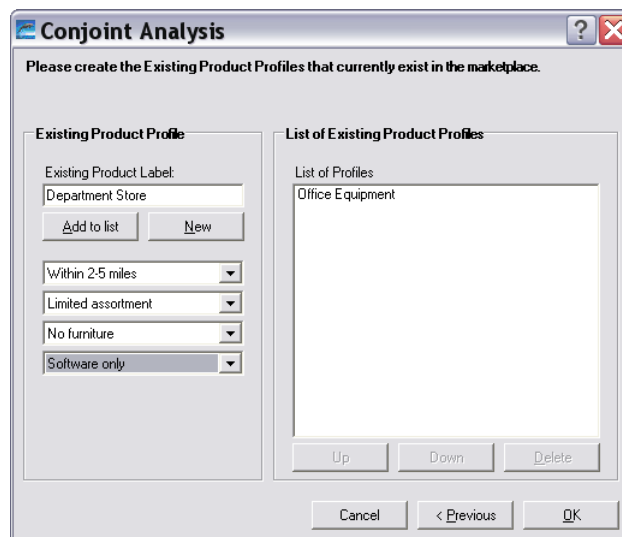 Conjoint Analysis
Please create the Existing Product Profiles that currently exist in the marketplace.
Existing Product Profile
Existing Product Label:
Department Store
Add to list
New
Within 2-5 miles
Limited assortment
No furniture
Software only
List of Existing Product Profiles
List of Profiles
Office Equipment
Up
Down
Delete
Cancel
< Previous
OK